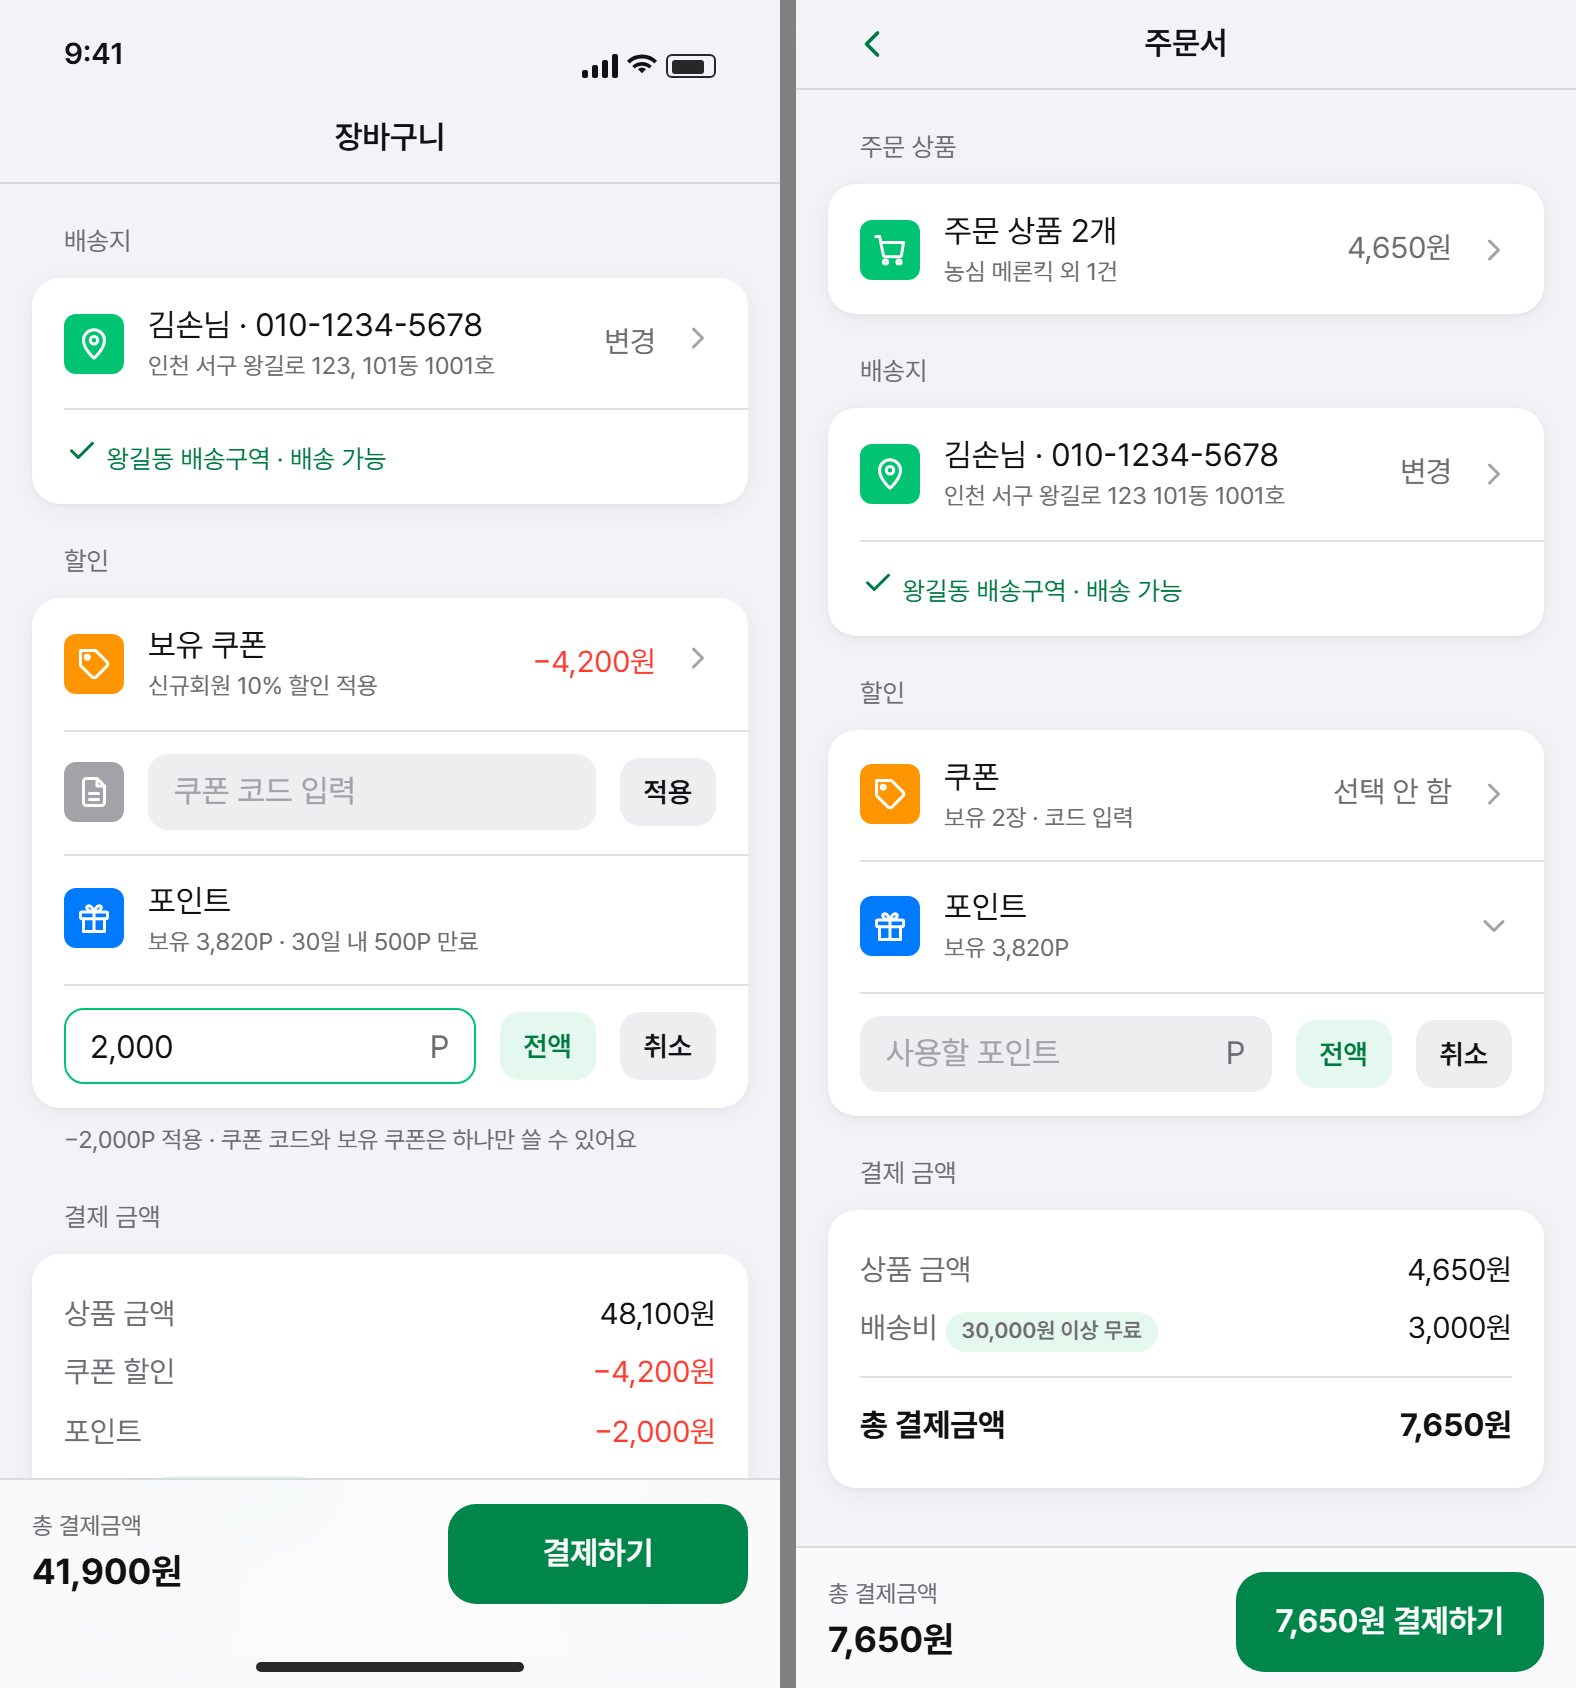 9:41
장바구니
배송지
김손님 · 010-1234-5678
인천 서구 왕길로 123, 101동 1001호
변경
왕길동 배송구역 · 배송 가능
할인
보유 쿠폰
신규회원 10% 할인 적용
−4,200원
쿠폰 코드 입력
적용
포인트
보유 3,820P · 30일 내 500P 만료
2,000 P
전액
취소
−2,000P 적용 · 쿠폰 코드와 보유 쿠폰은 하나만 쓸 수 있어요
결제 금액
상품 금액 48,100원
쿠폰 할인 −4,200원
포인트 −2,000원
총 결제금액
41,900원
결제하기
주문서
주문 상품
주문 상품 2개
농심 메론킥 외 1건
4,650원
배송지
김손님 · 010-1234-5678
인천 서구 왕길로 123 101동 1001호
변경
왕길동 배송구역 · 배송 가능
할인
쿠폰
보유 2장 · 코드 입력
선택 안 함
포인트
보유 3,820P
사용할 포인트 P
전액
취소
결제 금액
상품 금액 4,650원
배송비 30,000원 이상 무료 3,000원
총 결제금액 7,650원
총 결제금액
7,650원
7,650원 결제하기